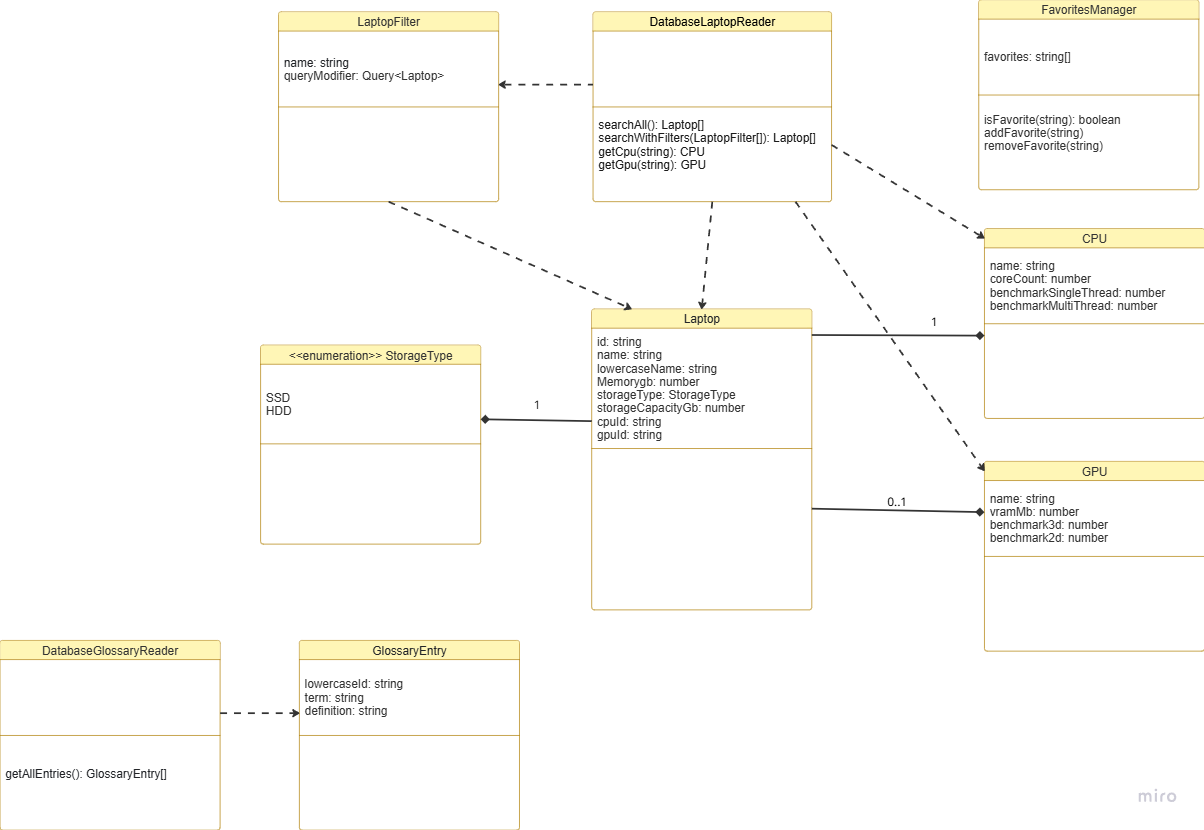 LaptopFilter
name: string
queryModifier: Query<Laptop>
DatabaseLaptopReader
searchAll(): Laptop[]
searchWithFilters(LaptopFilter[]): Laptop[]
getCpu(string): CPU
getGpu(string): GPU
FavoritesManager
favorites: string[]
isFavorite(string): boolean
addFavorite(string)
removeFavorite(string)
CPU
name: string
coreCount: number
benchmarkSingleThread: number
benchmarkMultiThread: number
1
Laptop
id: string
name: string
lowercaseName: string
Memorygb: number
storageType: StorageType
storageCapacityGb: number
cpuId: string
gpuId: string
<<enumeration>> StorageType
SSD
HDD
1
GPU
name: string
vramMb: number
benchmark3d: number
benchmark2d: number
0..1
DatabaseGlossaryReader
getAllEntries(): GlossaryEntry[]
GlossaryEntry
lowercaseId: string
term: string
definition: string
miro